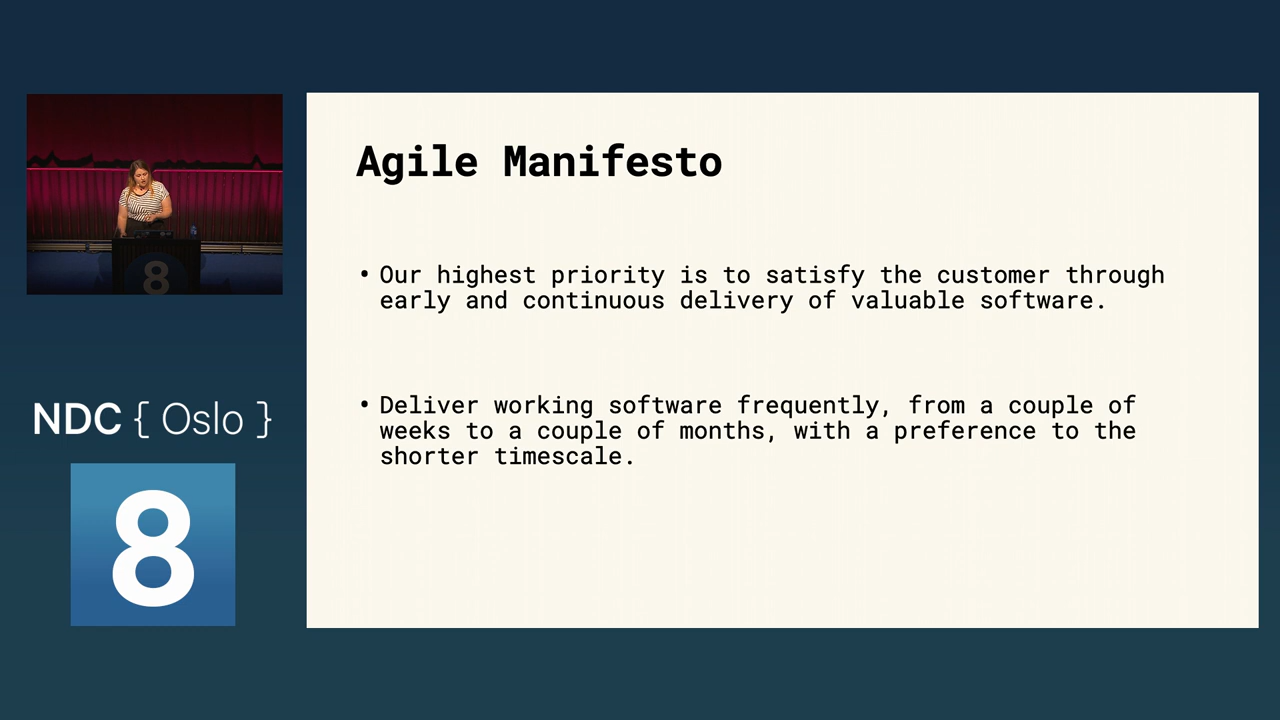 Agile Manifesto
• Our highest priority is to satisfy the customer through
early and continuous delivery of valuable software.
• Deliver working software frequently, from a couple of
weeks to a couple of months, with a preference to the
shorter timescale.
8
NDC { Oslo }
8